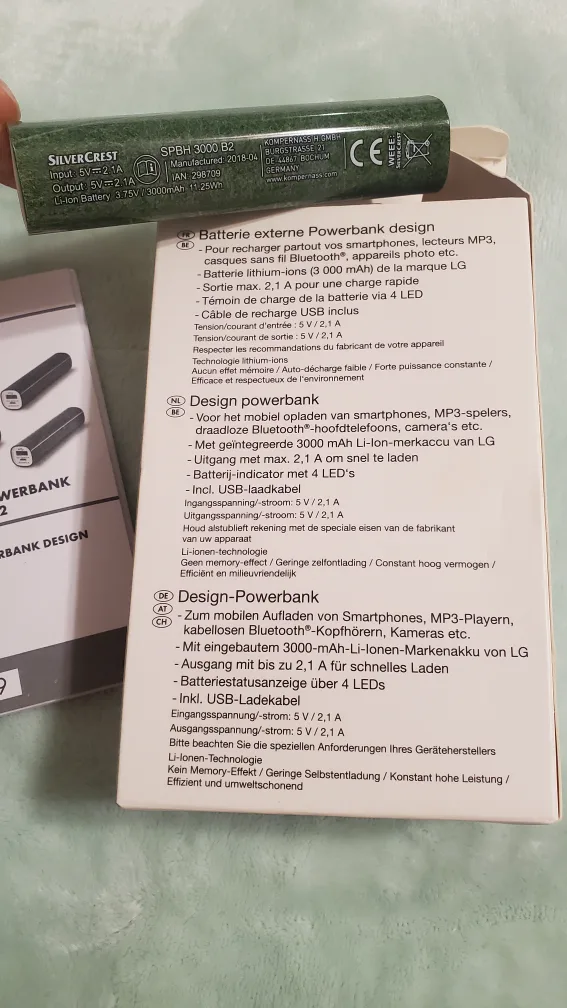 SILVERCREST
Input: 5V⎓2.1A
Output: 5V⎓2.1A
Li-Ion Battery 3.75V / 3000mAh 11.25Wh
SPBH 3000 B2
Manufactured: 2018-04
IAN: 298709
KOMPERNASS H. GMBH
BURGSTRASSE 21
DE-44867 BOCHUM
GERMANY
www.kompernass.com
CE
WEEE:
SILVERCREST
FR
BE
Batterie externe Powerbank design
- Pour recharger partout vos smartphones, lecteurs MP3,
casques sans fil Bluetooth®, appareils photo etc.
- Batterie lithium-ions (3 000 mAh) de la marque LG
- Sortie max. 2,1 A pour une charge rapide
- Témoin de charge de la batterie via 4 LED
- Câble de recharge USB inclus
Tension/courant d'entrée : 5 V / 2,1 A
Tension/courant de sortie : 5 V / 2,1 A
Respecter les recommandations du fabricant de votre appareil
Technologie lithium-ions
Aucun effet mémoire / Auto-décharge faible / Forte puissance constante /
Efficace et respectueux de l'environnement
NL
BE
Design powerbank
- Voor het mobiel opladen van smartphones, MP3-spelers,
draadloze Bluetooth®-hoofdtelefoons, camera's etc.
- Met geïntegreerde 3000 mAh Li-Ion-merkaccu van LG
- Uitgang met max. 2,1 A om snel te laden
- Batterij-indicator met 4 LED's
- Incl. USB-laadkabel
Ingangsspanning/-stroom: 5 V / 2,1 A
Uitgangsspanning/-stroom: 5 V / 2,1 A
Houd alstublieft rekening met de speciale eisen van de fabrikant
van uw apparaat
Li-ionen-technologie
Geen memory-effect / Geringe zelfontlading / Constant hoog vermogen /
Efficiënt en milieuvriendelijk
DE
AT
CH
Design-Powerbank
- Zum mobilen Aufladen von Smartphones, MP3-Playern,
kabellosen Bluetooth®-Kopfhörern, Kameras etc.
- Mit eingebautem 3000-mAh-Li-Ionen-Markenakku von LG
- Ausgang mit bis zu 2,1 A für schnelles Laden
- Batteriestatusanzeige über 4 LEDs
- Inkl. USB-Ladekabel
Eingangsspannung/-strom: 5 V / 2,1 A
Ausgangsspannung/-strom: 5 V / 2,1 A
Bitte beachten Sie die speziellen Anforderungen Ihres Geräteherstellers
Li-Ionen-Technologie
Kein Memory-Effekt / Geringe Selbstentladung / Konstant hohe Leistung /
Effizient und umweltschonend
WERBANK
2
RBANK DESIGN
9